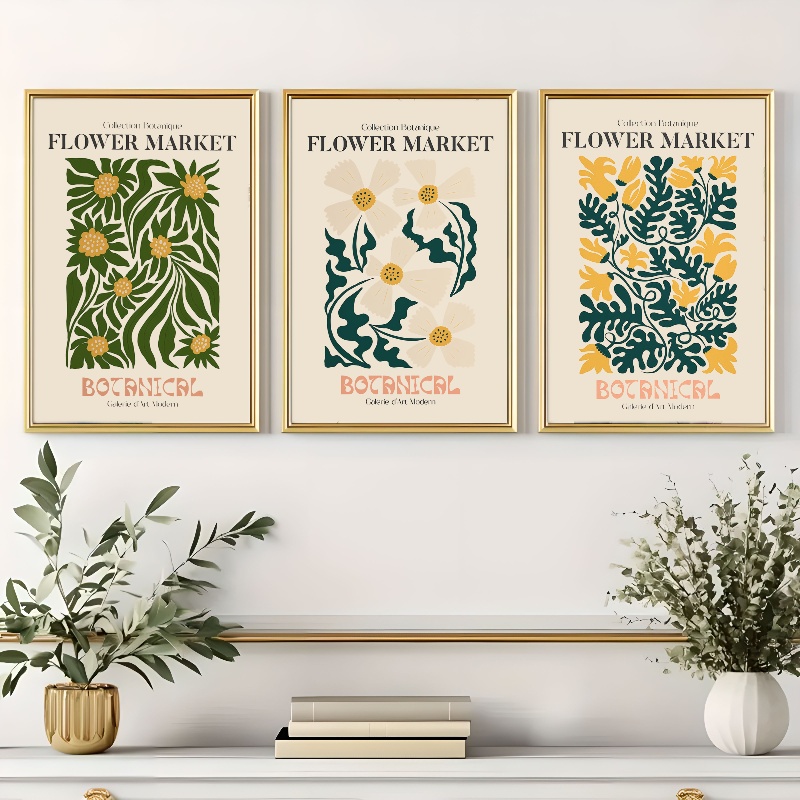 Collection Botanique
FLOWER MARKET
BOTANICAL
Galerie d'Art Modern
Collection Botanique
FLOWER MARKET
BOTANICAL
Galerie d'Art Modern
Collection Botanique
FLOWER MARKET
BOTANICAL
Galerie d'Art Modern